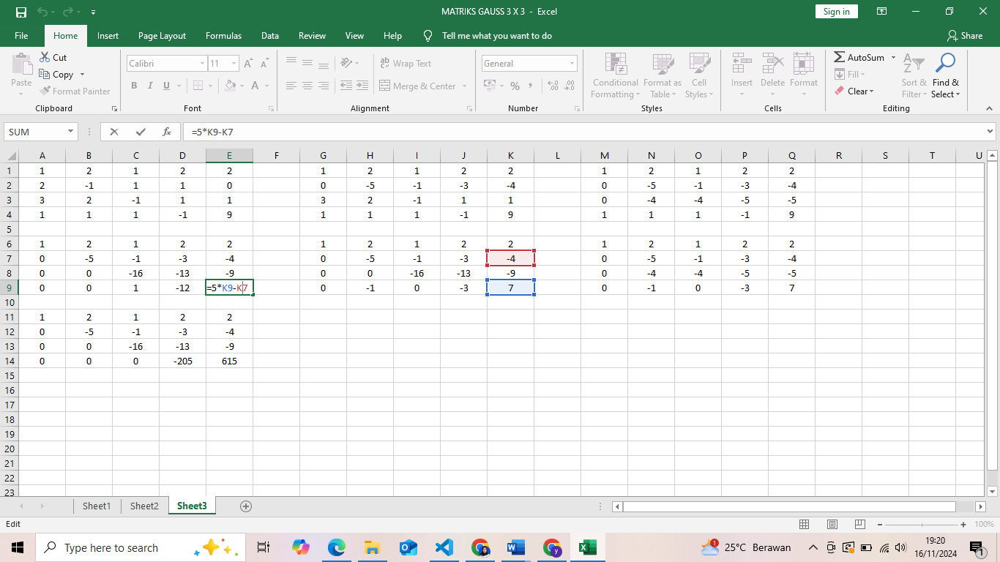 MATRIKS GAUSS 3 X 3 - Excel
Sign in
File Home Insert Page Layout Formulas Data Review View Help Tell me what you want to do Share
Paste
Cut
Copy
Format Painter
Clipboard
Calibri 11
B I U
Font
Wrap Text
Merge & Center
Alignment
General
Number
Conditional Formatting
Format as Table
Cell Styles
Styles
Insert Delete Format
Cells
AutoSum
Fill
Clear
Sort & Filter
Find & Select
Editing
SUM fx =5*K9-K7
A B C D E F G H I J K L M N O P Q R S T U
1 1 2 1 2 2 1 2 1 2 2 1 2 1 2 2
2 2 -1 1 1 0 0 -5 -1 -3 -4 0 -5 -1 -3 -4
3 3 2 -1 1 1 3 2 -1 1 1 0 -4 -4 -5 -5
4 1 1 1 -1 9 1 1 1 -1 9 1 1 1 -1 9
5
6 1 2 1 2 2 1 2 1 2 2 1 2 1 2 2
7 0 -5 -1 -3 -4 0 -5 -1 -3 -4 0 -5 -1 -3 -4
8 0 0 -16 -13 -9 0 0 -16 -13 -9 0 -4 -4 -5 -5
9 0 0 1 -12 =5*K9-K7 0 -1 0 -3 7 0 -1 0 -3 7
10
11 1 2 1 2 2
12 0 -5 -1 -3 -4
13 0 0 -16 -13 -9
14 0 0 0 -205 615
15
16
17
18
19
20
21
22
23
Sheet1 Sheet2 Sheet3
Edit 100%
Type here to search
25°C Berawan
19:20
16/11/2024